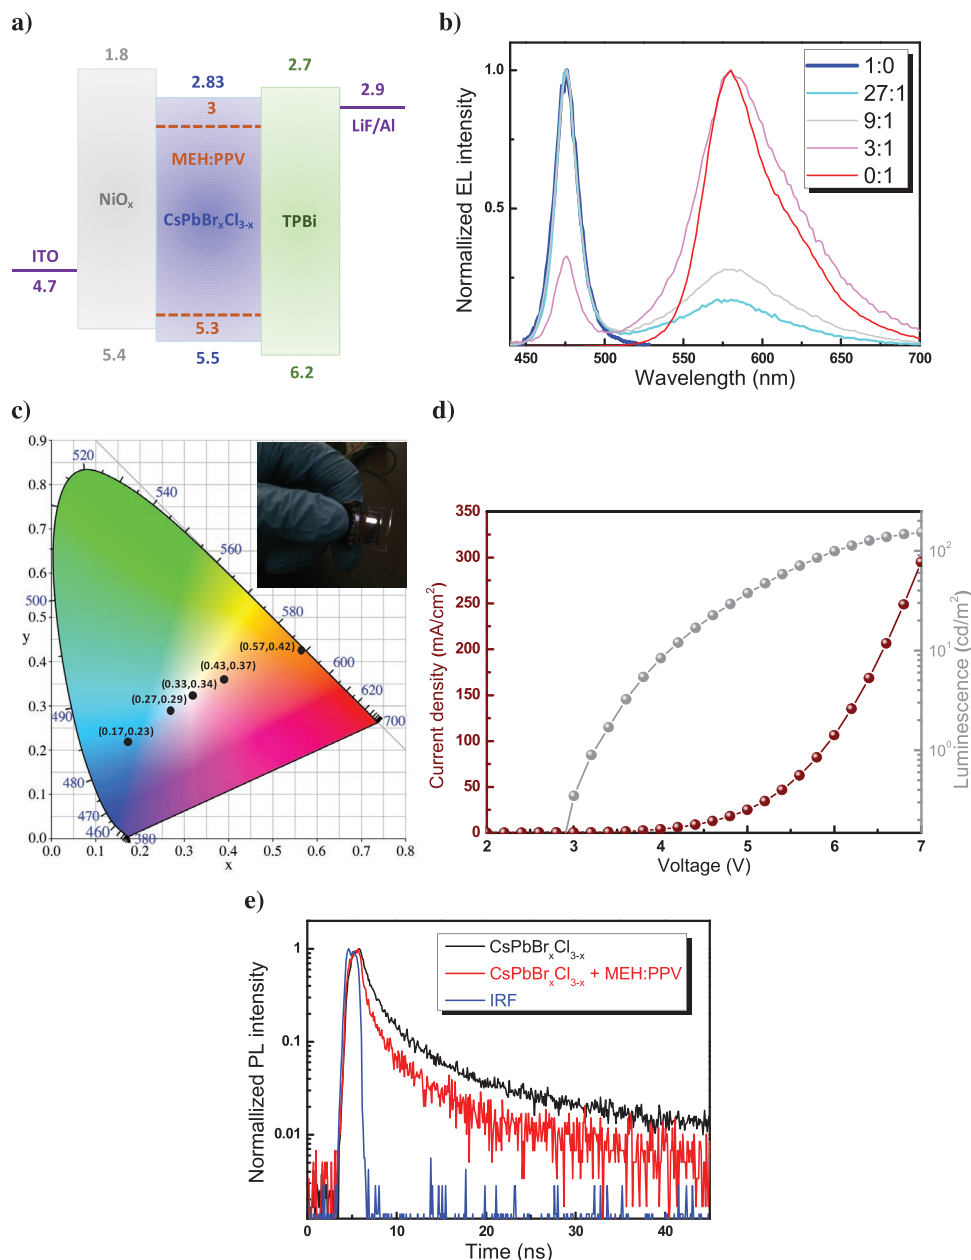 a)
1.8
2.83
2.7
3
2.9
LiF/Al
MEH:PPV
NiOₓ
CsPbBrₓCl₃₋ₓ
TPBi
ITO
4.7
5.3
5.4
5.5
6.2
b)
Normallized EL intensity
1.0
0.5
1:0
27:1
9:1
3:1
0:1
450 500 550 600 650 700
Wavelength (nm)
c)
0.9
0.8
0.7
0.6
0.5
y
0.4
0.3
0.2
0.1
0.0
0.0 0.1 0.2 0.3 0.4 0.5 0.6 0.7 0.8
x
520
540
560
500
580
(0.57,0.42)
600
(0.43,0.37)
(0.33,0.34)
620
(0.27,0.29)
490
700
(0.17,0.23)
480
470
460
380
d)
Current density (mA/cm²)
350
300
250
200
150
100
50
0
2 3 4 5 6 7
Voltage (V)
10²
10¹
10⁰
Luminescence (cd/m²)
e)
Normallized PL intensity
1
0.1
0.01
CsPbBrₓCl₃₋ₓ
CsPbBrₓCl₃₋ₓ + MEH:PPV
IRF
0 10 20 30 40
Time (ns)